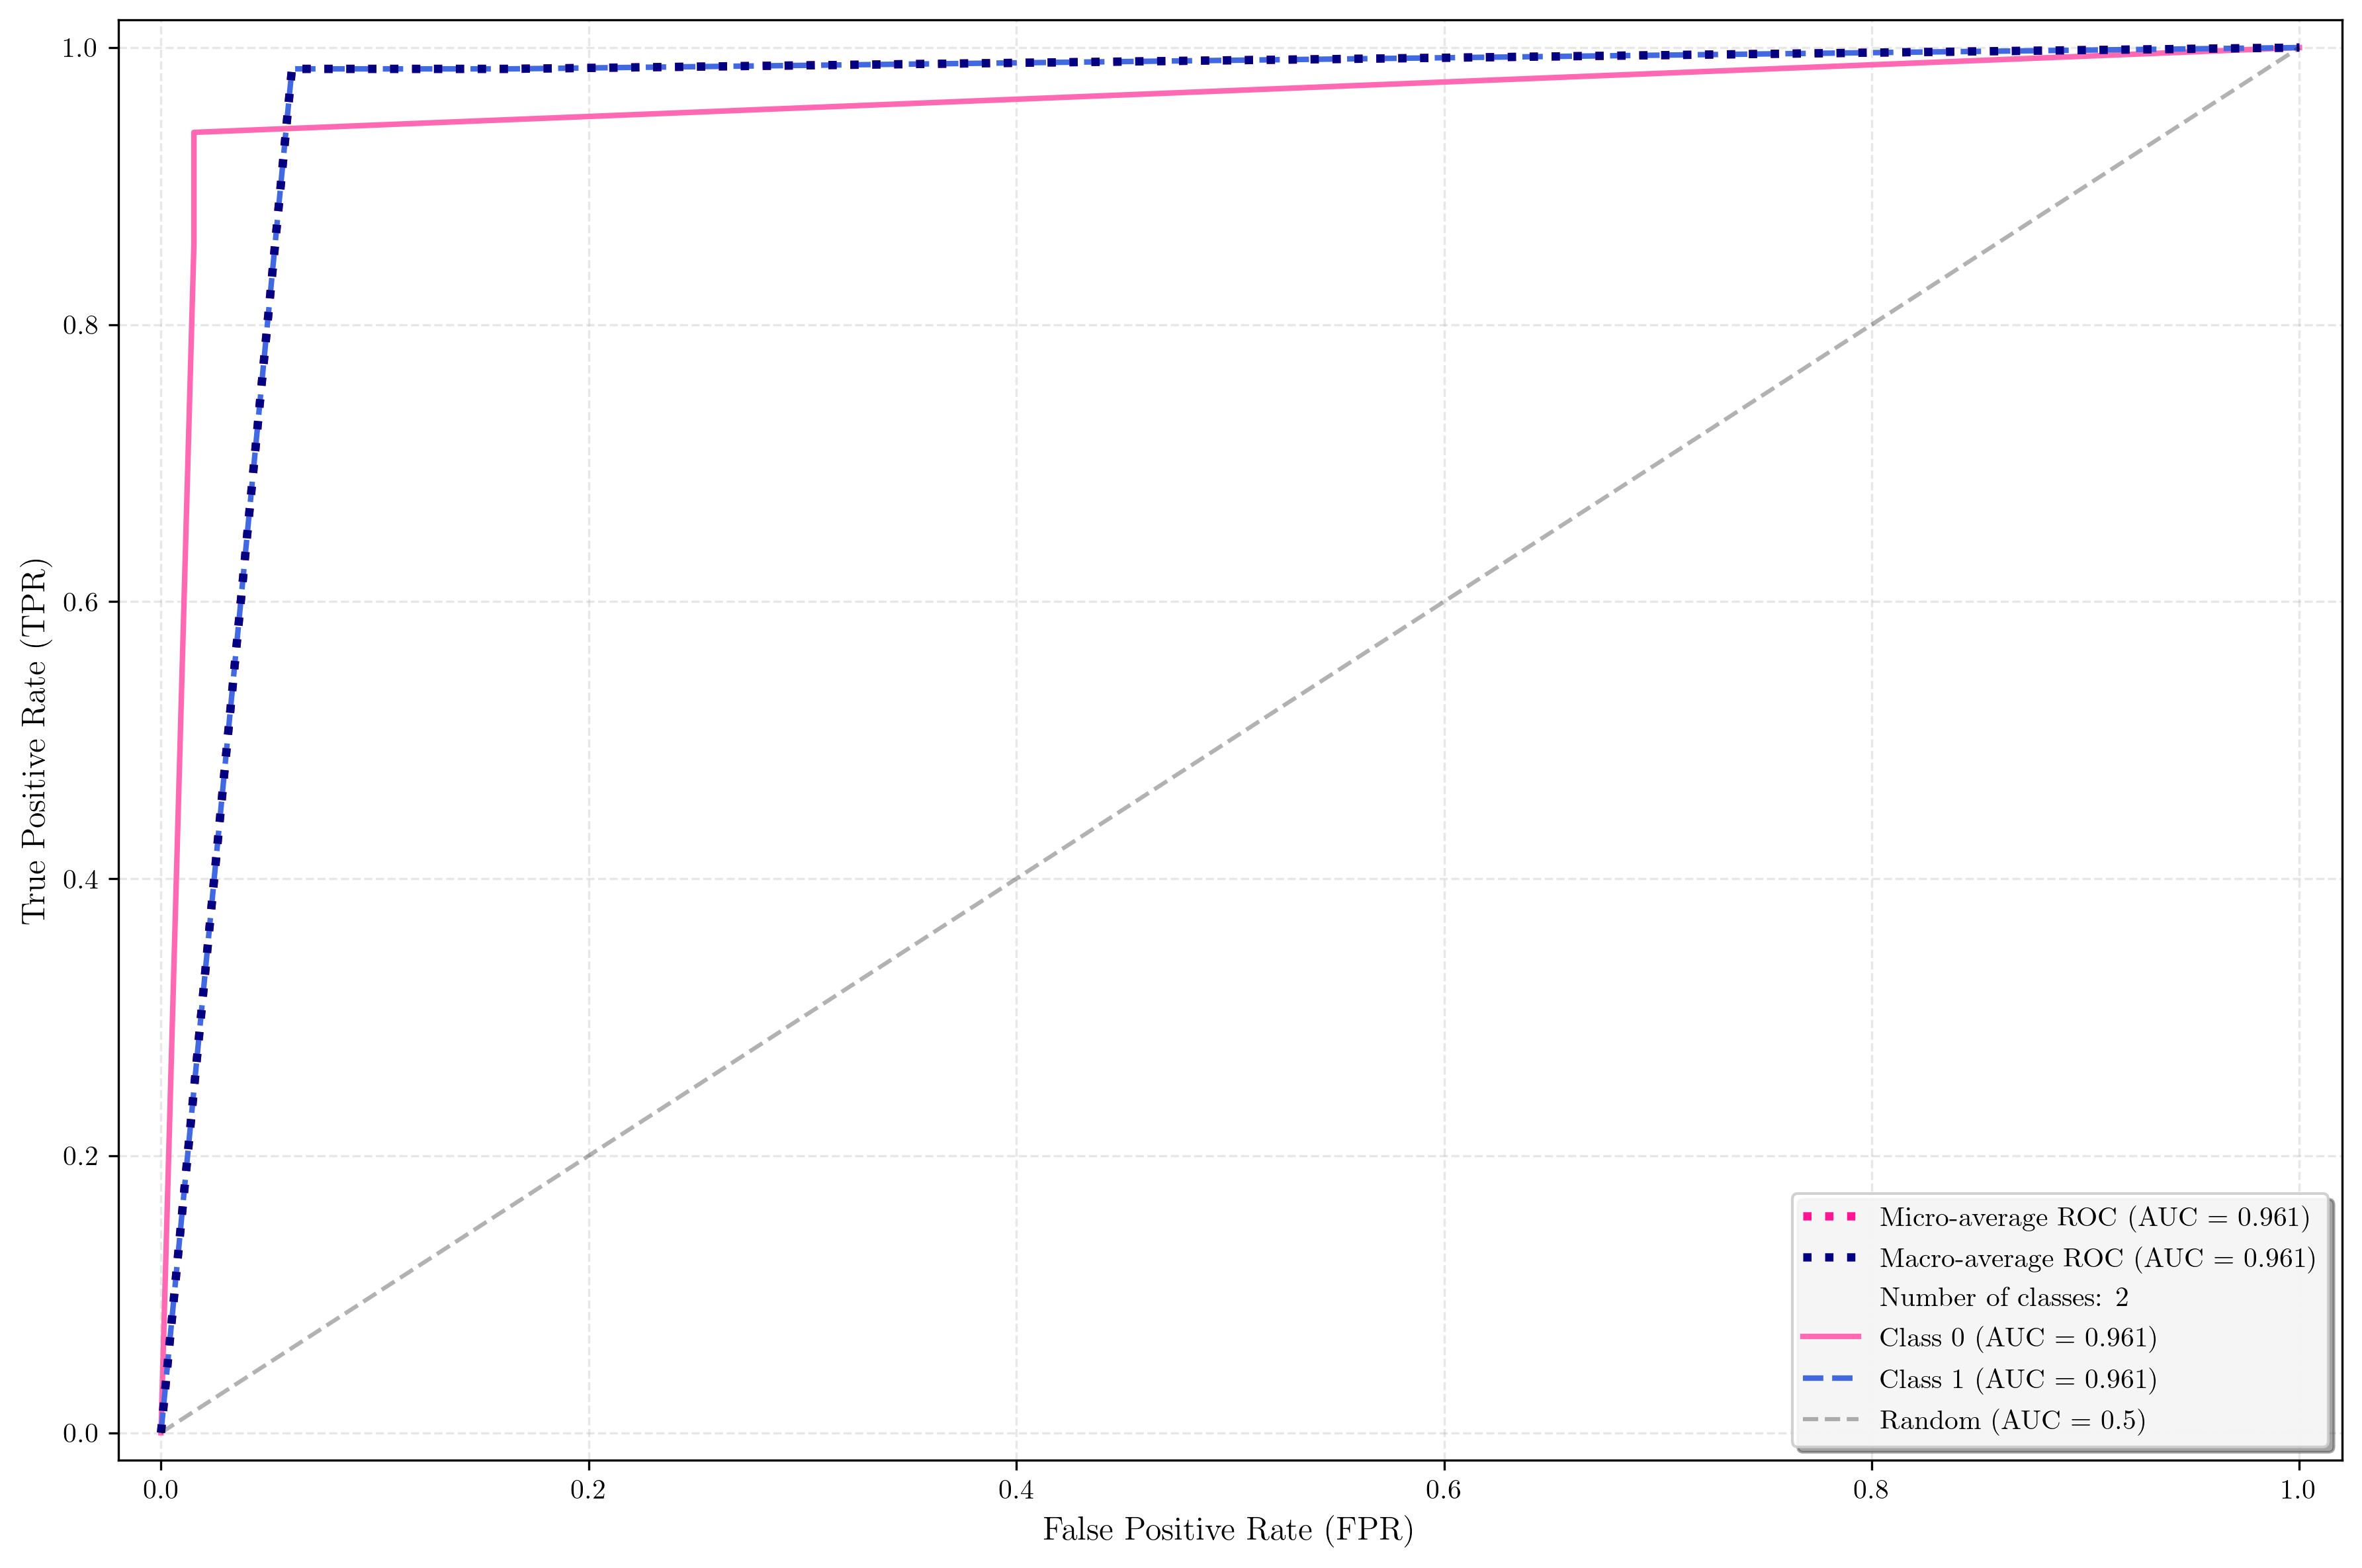 1.0
0.8
0.6
0.4
0.2
0.0
True Positive Rate (TPR)
Micro-average ROC (AUC = 0.961)
Macro-average ROC (AUC = 0.961)
Number of classes: 2
Class 0 (AUC = 0.961)
Class 1 (AUC = 0.961)
Random (AUC = 0.5)
0.0 0.2 0.4 0.6 0.8 1.0
False Positive Rate (FPR)